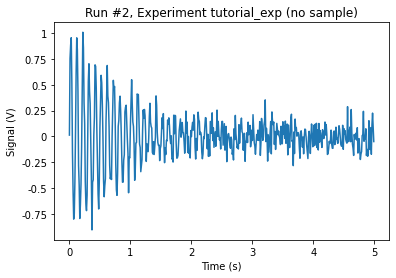 Run #2, Experiment tutorial_exp (no sample)
Signal (V)
1
0.75
0.5
0.25
0
-0.25
-0.5
-0.75
0 1 2 3 4 5
Time (s)